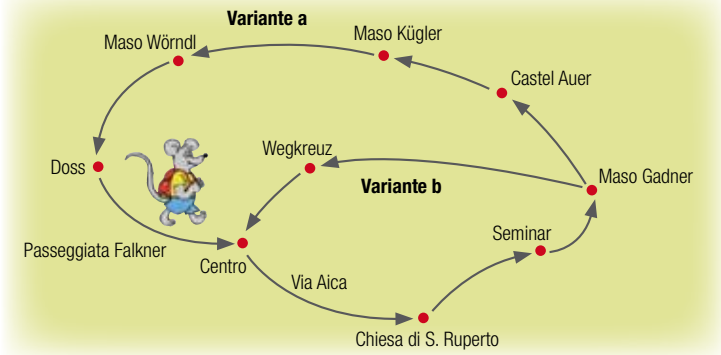 Variante a
Maso Kügler
Maso Wörndl
Castel Auer
Wegkreuz
Doss
Maso Gadner
Variante b
Seminar
Passeggiata Falkner
Centro
Via Aica
Chiesa di S. Ruperto